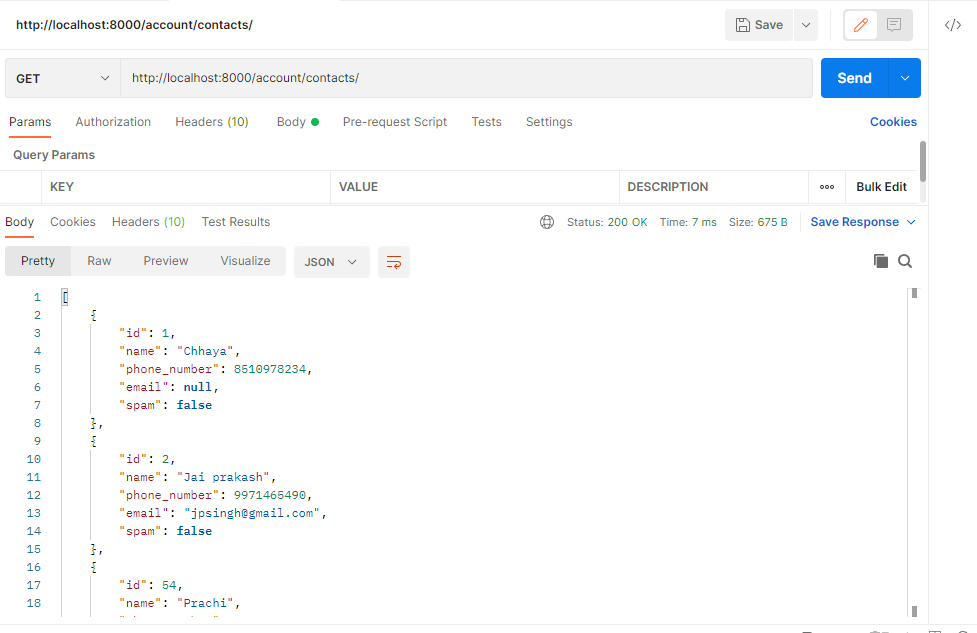 http://localhost:8000/account/contacts/
Save
GET http://localhost:8000/account/contacts/ Send
Params Authorization Headers (10) Body Pre-request Script Tests Settings Cookies
Query Params
KEY VALUE DESCRIPTION ooo Bulk Edit
Body Cookies Headers (10) Test Results Status: 200 OK Time: 7 ms Size: 675 B Save Response
Pretty Raw Preview Visualize JSON
1 [
2 {
3 "id": 1,
4 "name": "Chhaya",
5 "phone_number": 8510978234,
6 "email": null,
7 "spam": false
8 },
9 {
10 "id": 2,
11 "name": "Jai prakash",
12 "phone_number": 9971465490,
13 "email": "jpsingh@gmail.com",
14 "spam": false
15 },
16 {
17 "id": 54,
18 "name": "Prachi",